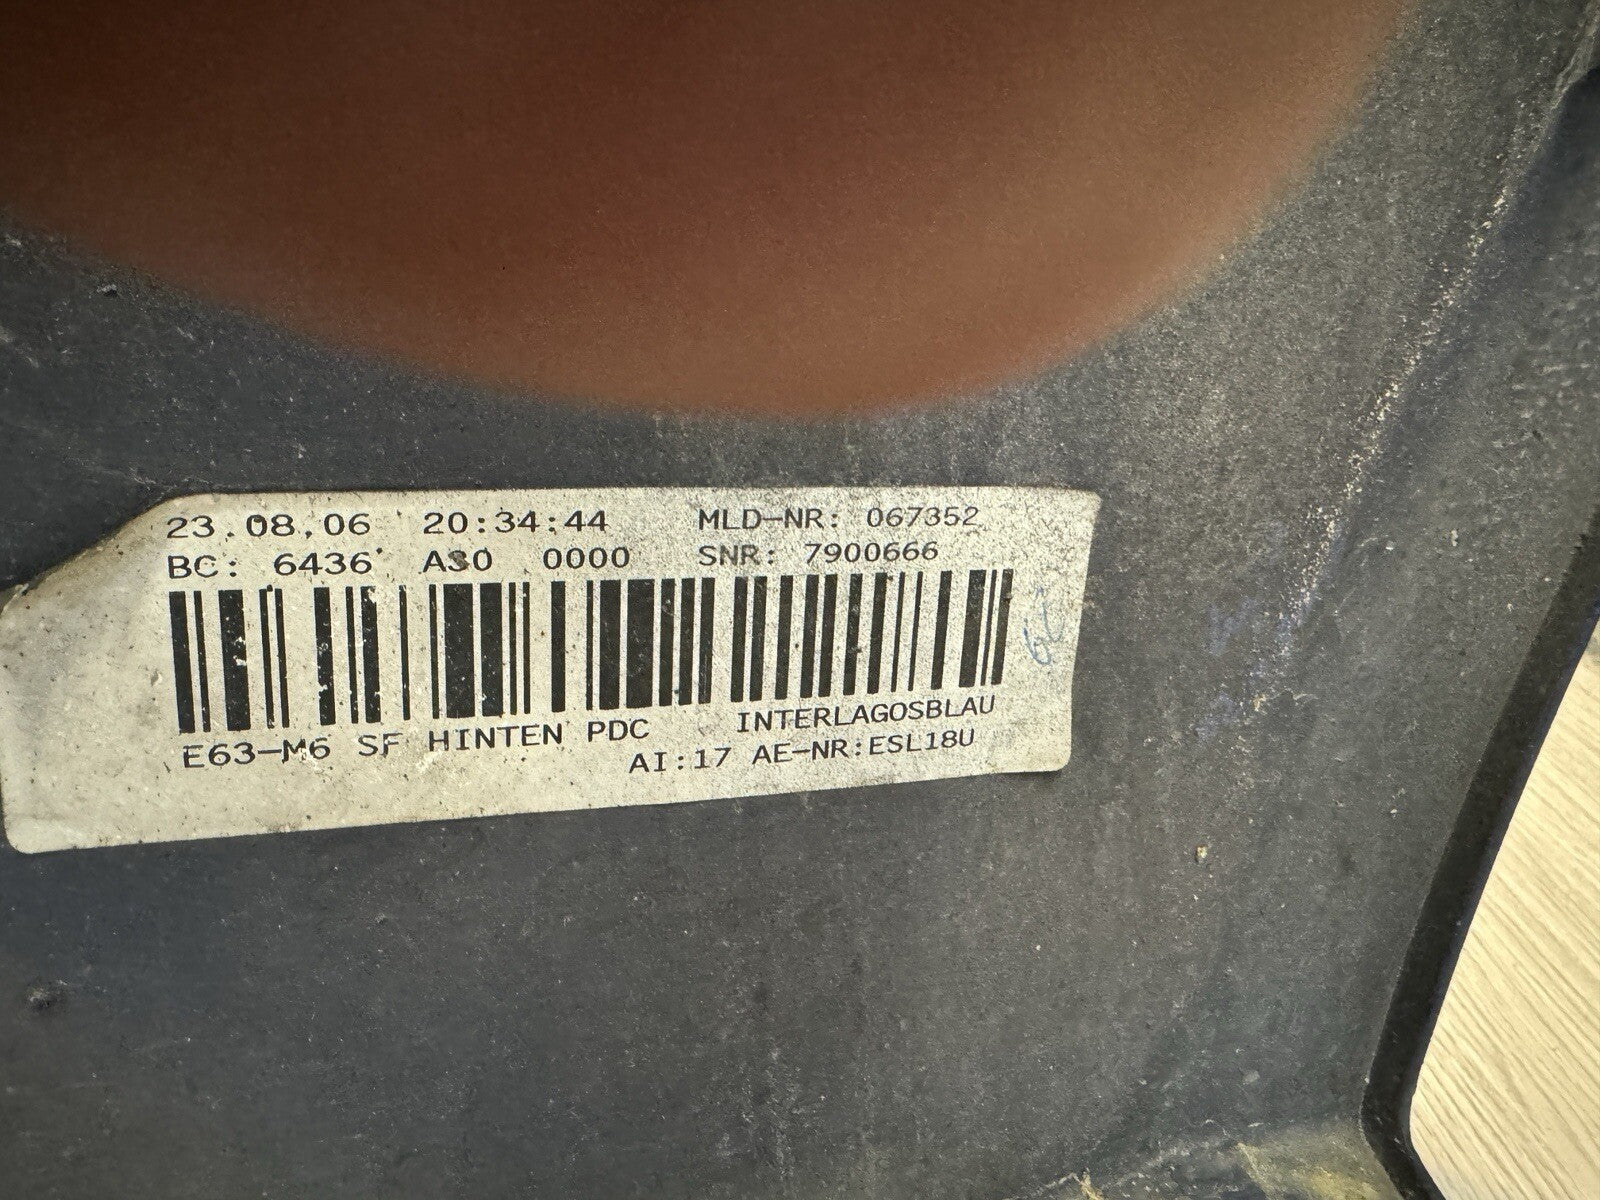 23.08.06 20:34:44 MLD-NR: 067352
BC: 6436 A30 0000 SNR: 7900666
E63-M6 SF HINTEN PDC INTERLAGOSBLAU
AI:17 AE-NR:ESL18U